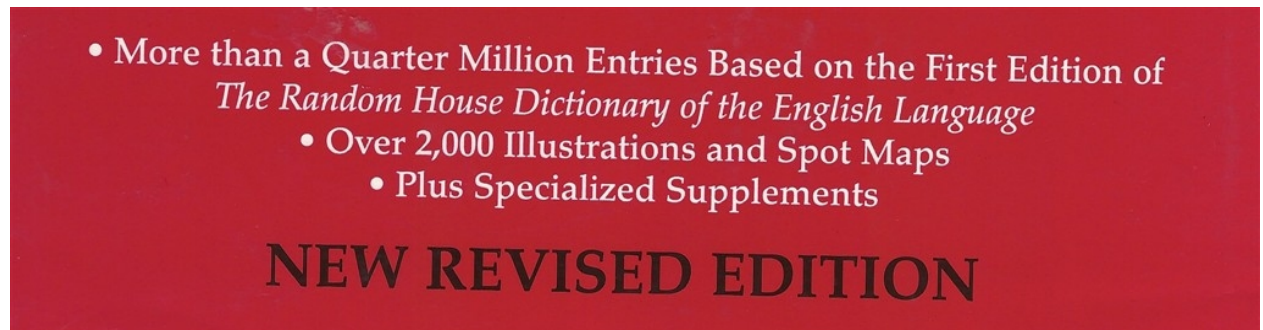 • More than a Quarter Million Entries Based on the First Edition of
The Random House Dictionary of the English Language
• Over 2,000 Illustrations and Spot Maps
• Plus Specialized Supplements
NEW REVISED EDITION